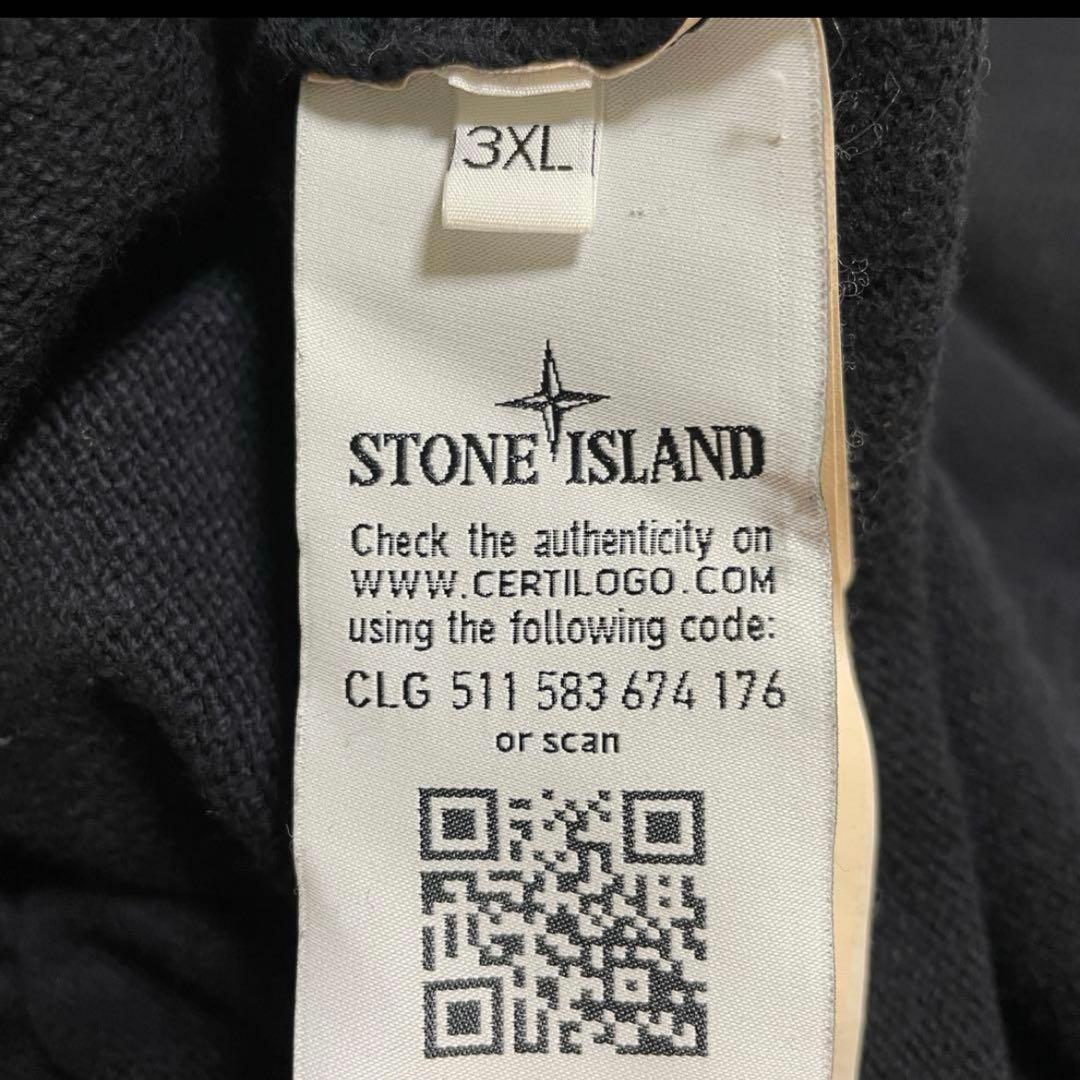 3XL
STONE ISLAND
Check the authenticity on
WWW.CERTILOGO.COM
using the following code:
CLG 511 583 674 176
or scan